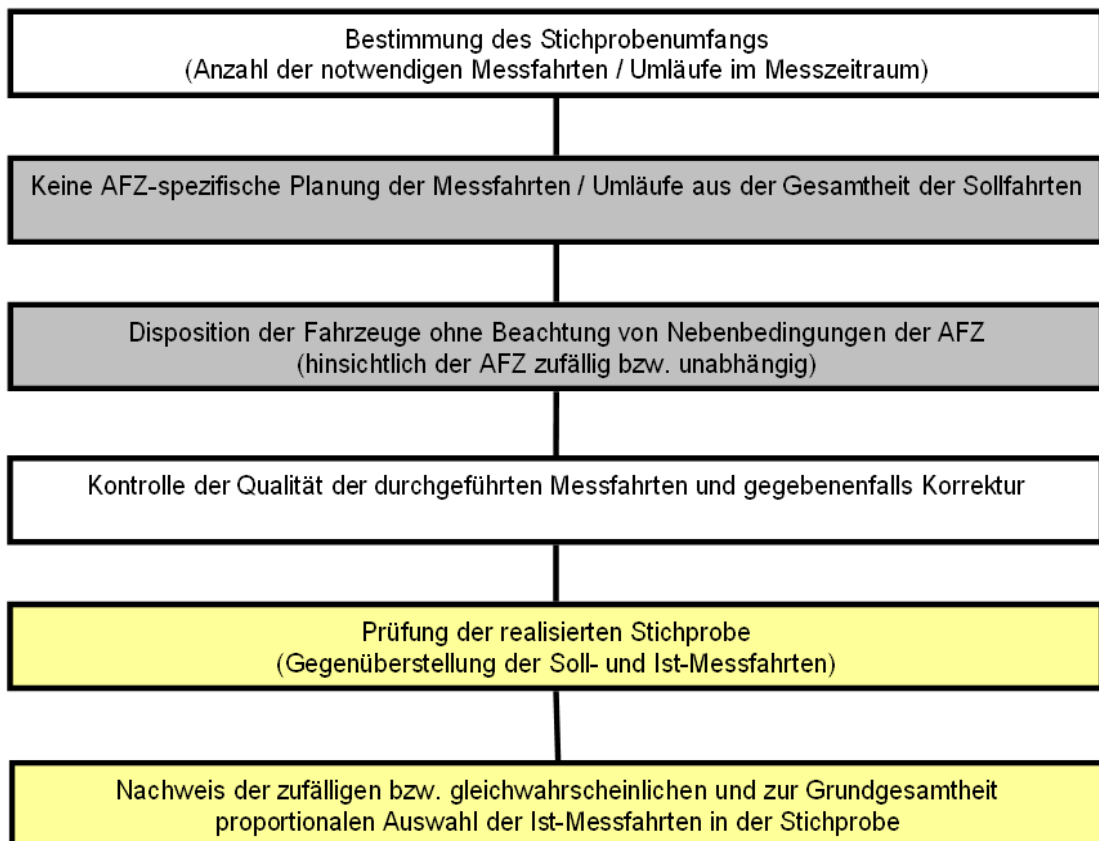 Bestimmung des Stichprobenumfangs
(Anzahl der notwendigen Messfahrten / Umläufe im Messzeitraum)
Keine AFZ-spezifische Planung der Messfahrten / Umläufe aus der Gesamtheit der Sollfahrten
Disposition der Fahrzeuge ohne Beachtung von Nebenbedingungen der AFZ
(hinsichtlich der AFZ zufällig bzw. unabhängig)
Kontrolle der Qualität der durchgeführten Messfahrten und gegebenenfalls Korrektur
Prüfung der realisierten Stichprobe
(Gegenüberstellung der Soll- und Ist-Messfahrten)
Nachweis der zufälligen bzw. gleichwahrscheinlichen und zur Grundgesamtheit
proportionalen Auswahl der Ist-Messfahrten in der Stichprobe